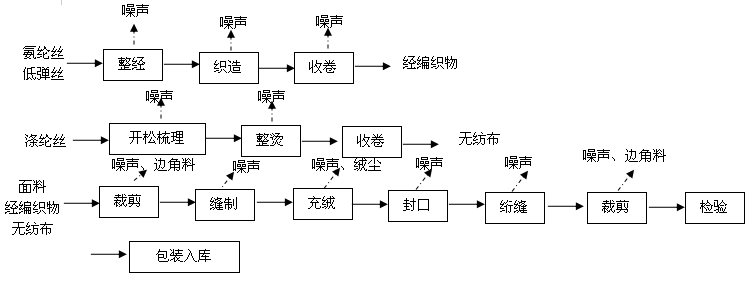 噪声
噪声
噪声
氨纶丝
低弹丝
整经
织造
收卷
经编织物
噪声
噪声
涤纶丝
开松梳理
整烫
收卷
无纺布
噪声、边角料
噪声
噪声、绒尘
噪声
噪声
噪声、边角料
面料
经编织物
无纺布
裁剪
缝制
充绒
封口
绗缝
裁剪
检验
包装入库